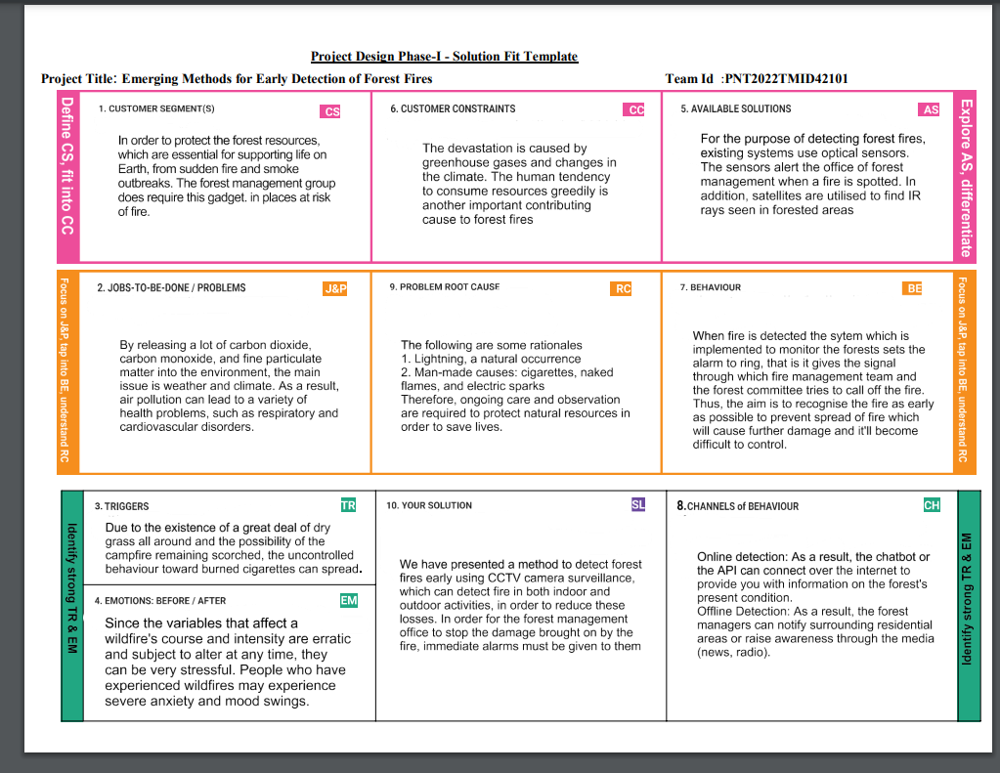 Project Design Phase-I - Solution Fit Template
Project Title: Emerging Methods for Early Detection of Forest Fires
Team Id :PNT2022TMID42101
Define CS, fit into CC
1. CUSTOMER SEGMENT(S)
CS
In order to protect the forest resources,
which are essential for supporting life on
Earth, from sudden fire and smoke
outbreaks. The forest management group
does require this gadget. in places at risk
of fire.
6. CUSTOMER CONSTRAINTS
CC
The devastation is caused by
greenhouse gases and changes in
the climate. The human tendency
to consume resources greedily is
another important contributing
cause to forest fires
5. AVAILABLE SOLUTIONS
AS
For the purpose of detecting forest fires,
existing systems use optical sensors.
The sensors alert the office of forest
management when a fire is spotted. In
addition, satellites are utilised to find IR
rays seen in forested areas
Explore AS, differentiate
Focus on J&P, tap into BE, understand RC
2. JOBS-TO-BE-DONE / PROBLEMS
J&P
By releasing a lot of carbon dioxide,
carbon monoxide, and fine particulate
matter into the environment, the main
issue is weather and climate. As a result,
air pollution can lead to a variety of
health problems, such as respiratory and
cardiovascular disorders.
9. PROBLEM ROOT CAUSE
RC
The following are some rationales
1. Lightning, a natural occurrence
2. Man-made causes: cigarettes, naked
flames, and electric sparks
Therefore, ongoing care and observation
are required to protect natural resources in
order to save lives.
7. BEHAVIOUR
BE
When fire is detected the sytem which is
implemented to monitor the forests sets the
alarm to ring, that is it gives the signal
through which fire management team and
the forest committee tries to call off the fire.
Thus, the aim is to recognise the fire as early
as possible to prevent spread of fire which
will cause further damage and it'll become
difficult to control.
Focus on J&P, tap into BE, understand RC
Identify strong TR & EM
3. TRIGGERS
TR
Due to the existence of a great deal of dry
grass all around and the possibility of the
campfire remaining scorched, the uncontrolled
behaviour toward burned cigarettes can spread.
4. EMOTIONS: BEFORE / AFTER
EM
Since the variables that affect a
wildfire's course and intensity are erratic
and subject to alter at any time, they
can be very stressful. People who have
experienced wildfires may experience
severe anxiety and mood swings.
10. YOUR SOLUTION
SL
We have presented a method to detect forest
fires early using CCTV camera surveillance,
which can detect fire in both indoor and
outdoor activities, in order to reduce these
losses. In order for the forest management
office to stop the damage brought on by the
fire, immediate alarms must be given to them
8.CHANNELS of BEHAVIOUR
CH
Online detection: As a result, the chatbot or
the API can connect over the internet to
provide you with information on the forest's
present condition.
Offline Detection: As a result, the forest
managers can notify surrounding residential
areas or raise awareness through the media
(news, radio).
Identify strong TR & EM